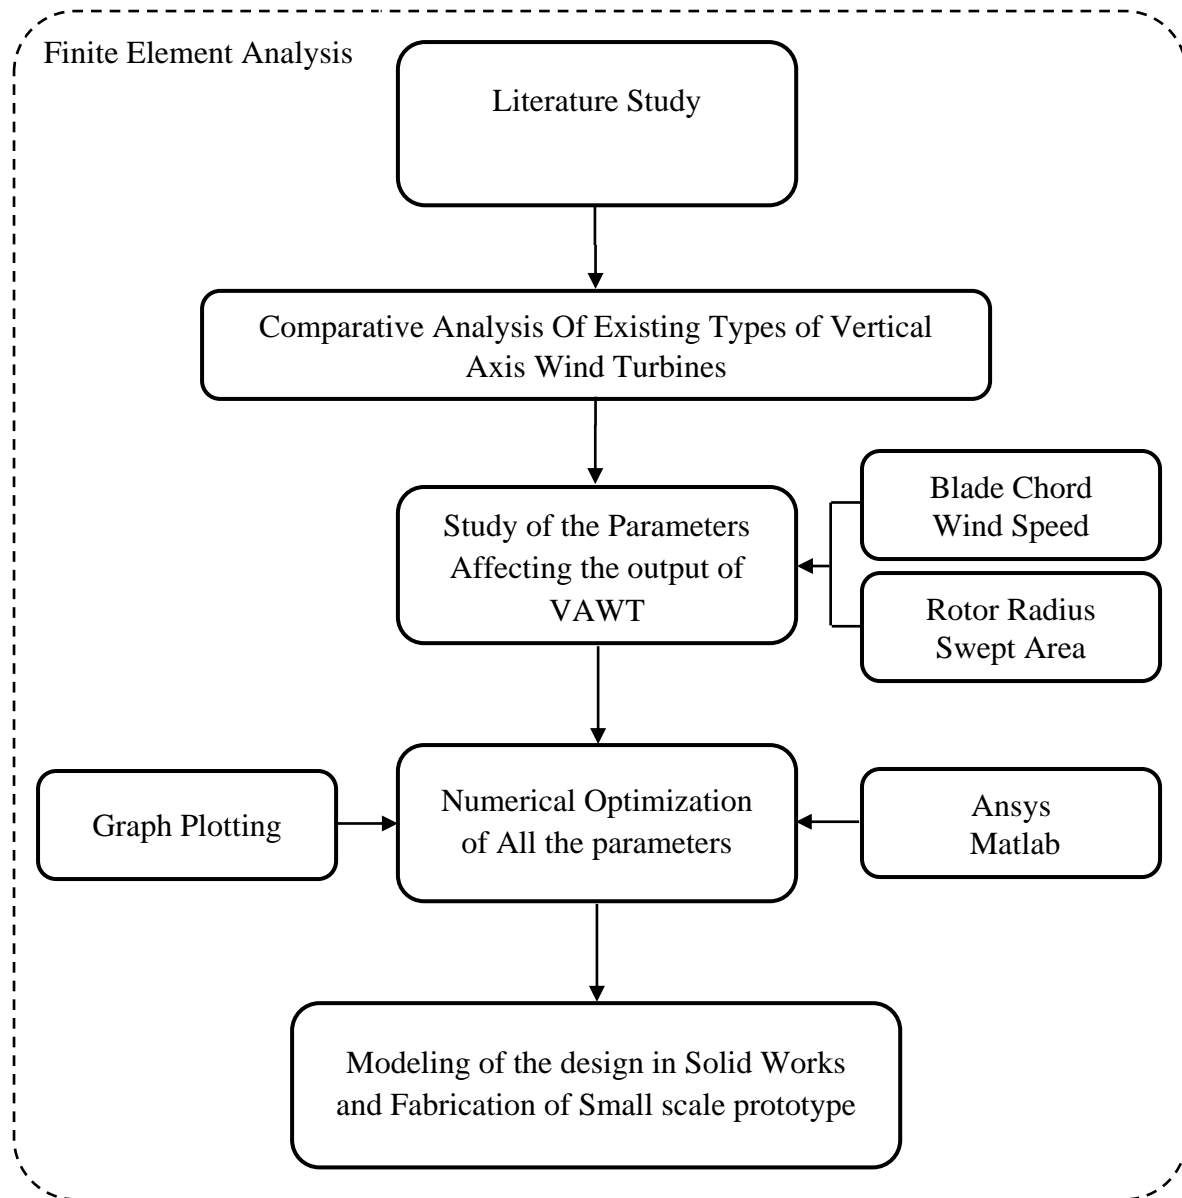 Finite Element Analysis
Literature Study
Comparative Analysis Of Existing Types of Vertical
Axis Wind Turbines
Study of the Parameters
Affecting the output of
VAWT
Blade Chord
Wind Speed
Rotor Radius
Swept Area
Graph Plotting
Numerical Optimization
of All the parameters
Ansys
Matlab
Modeling of the design in Solid Works
and Fabrication of Small scale prototype